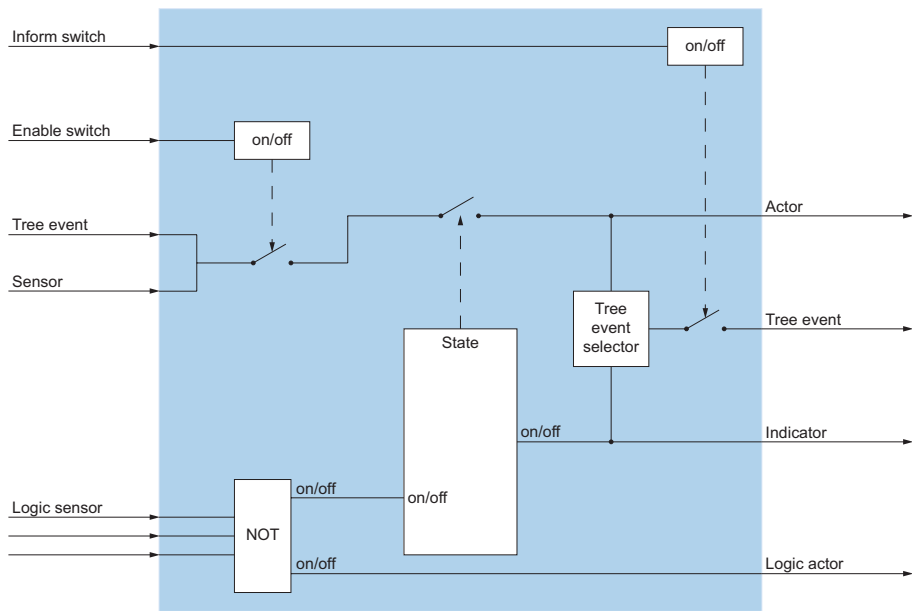 Inform switch
on/off
Enable switch
on/off
Tree event
Actor
Sensor
Tree
event
selector
Tree event
State
on/off
Indicator
on/off
on/off
Logic sensor
NOT
on/off
Logic actor